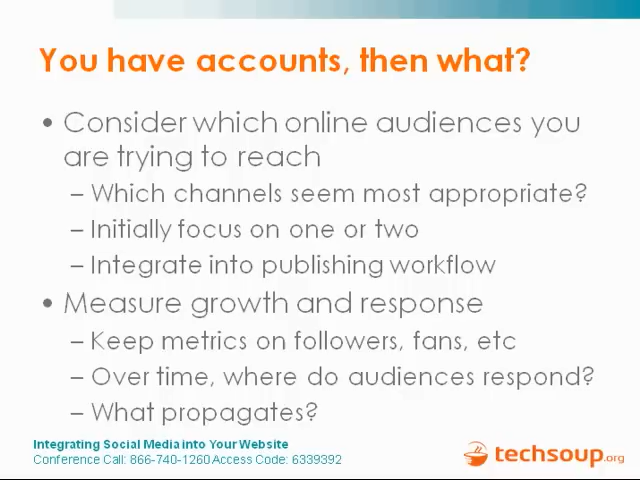 You have accounts, then what?
• Consider which online audiences you
are trying to reach
– Which channels seem most appropriate?
– Initially focus on one or two
– Integrate into publishing workflow
• Measure growth and response
– Keep metrics on followers, fans, etc
– Over time, where do audiences respond?
– What propagates?
Integrating Social Media into Your Website
Conference Call: 866-740-1260 Access Code: 6339392
techsoup.org